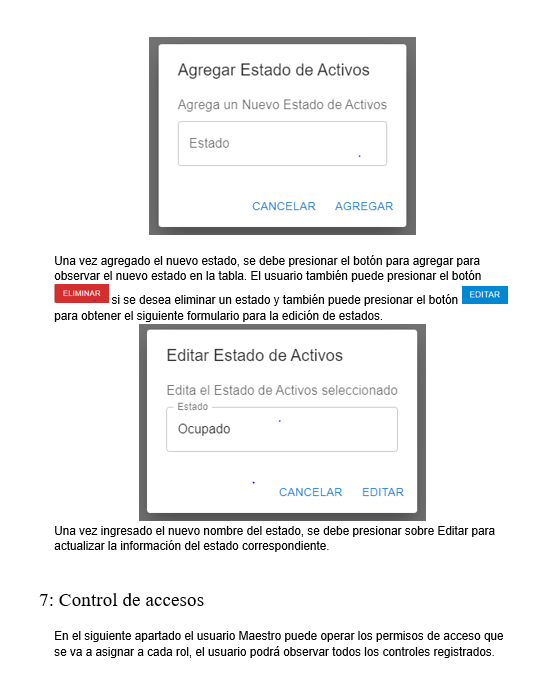 Agregar Estado de Activos
Agrega un Nuevo Estado de Activos
Estado
CANCELAR AGREGAR
Una vez agregado el nuevo estado, se debe presionar el botón para agregar para
observar el nuevo estado en la tabla. El usuario también puede presionar el botón
ELIMINAR si se desea eliminar un estado y también puede presionar el botón EDITAR
para obtener el siguiente formulario para la edición de estados.
Editar Estado de Activos
Edita el Estado de Activos seleccionado
Estado
Ocupado
CANCELAR EDITAR
Una vez ingresado el nuevo nombre del estado, se debe presionar sobre Editar para
actualizar la información del estado correspondiente.
7: Control de accesos
En el siguiente apartado el usuario Maestro puede operar los permisos de acceso que
se va a asignar a cada rol, el usuario podrá observar todos los controles registrados.